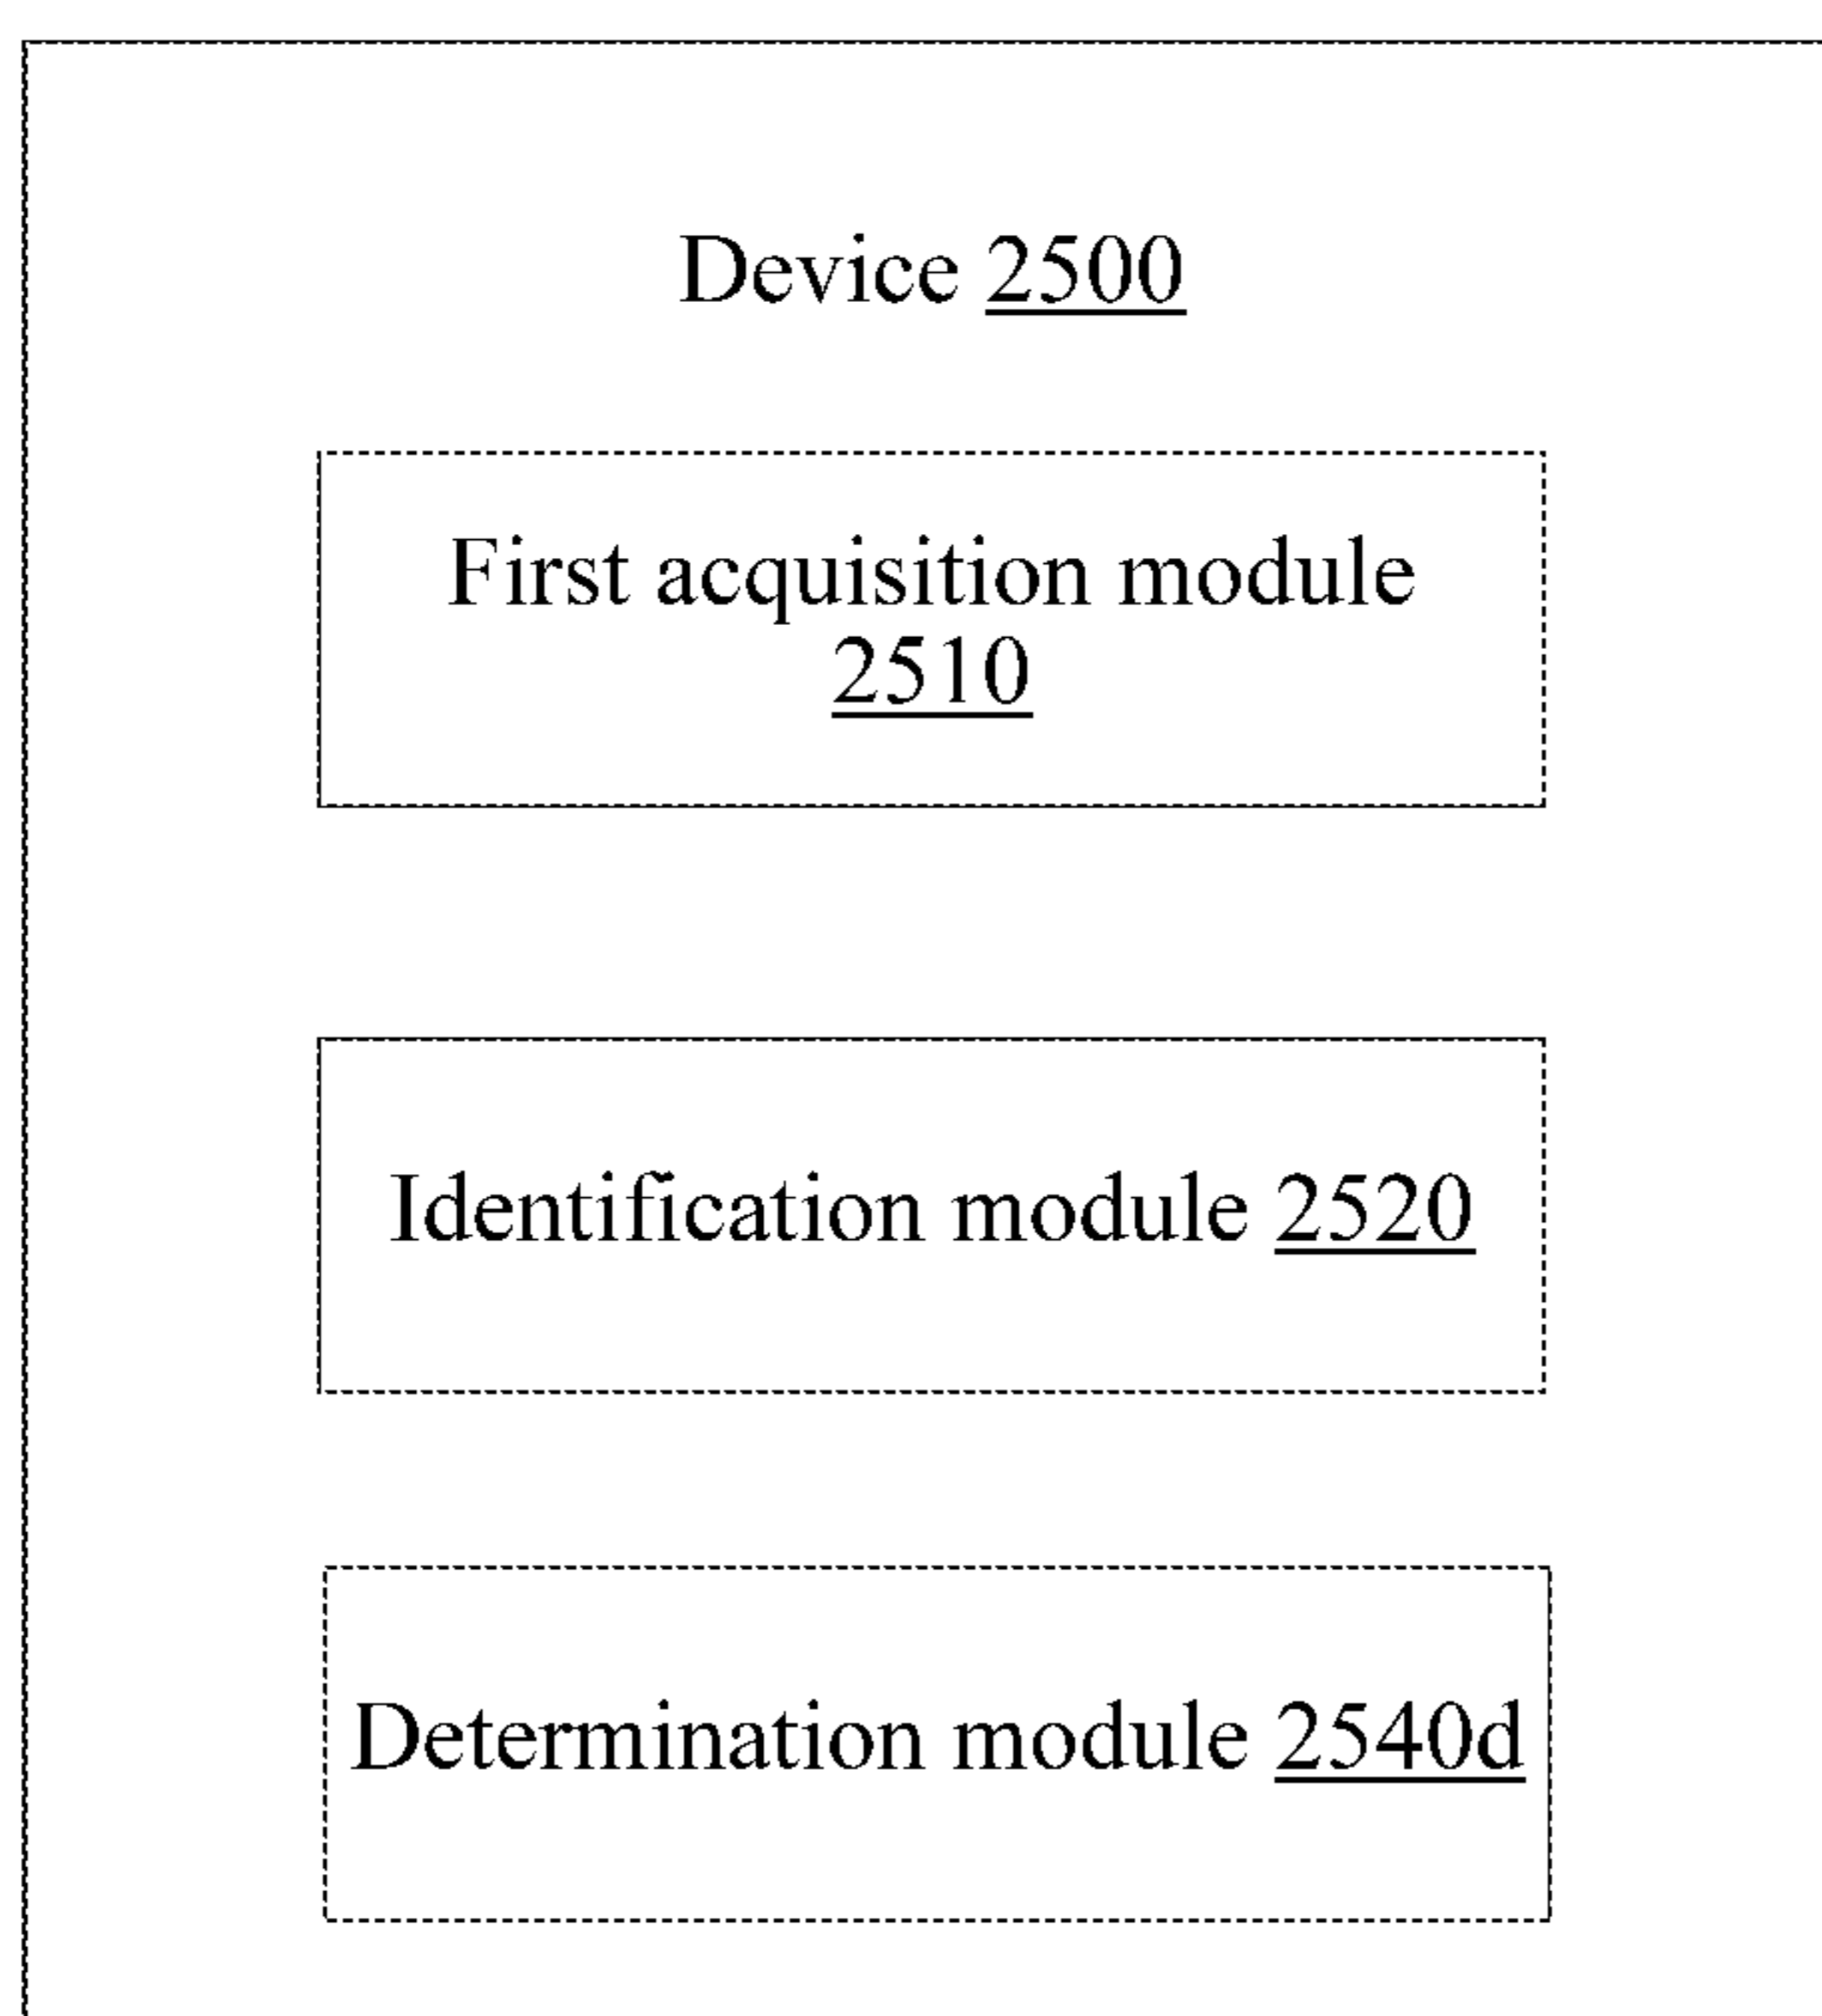 Device 2500
First acquisition module
2510
Identification module 2520
Determination module 2540d